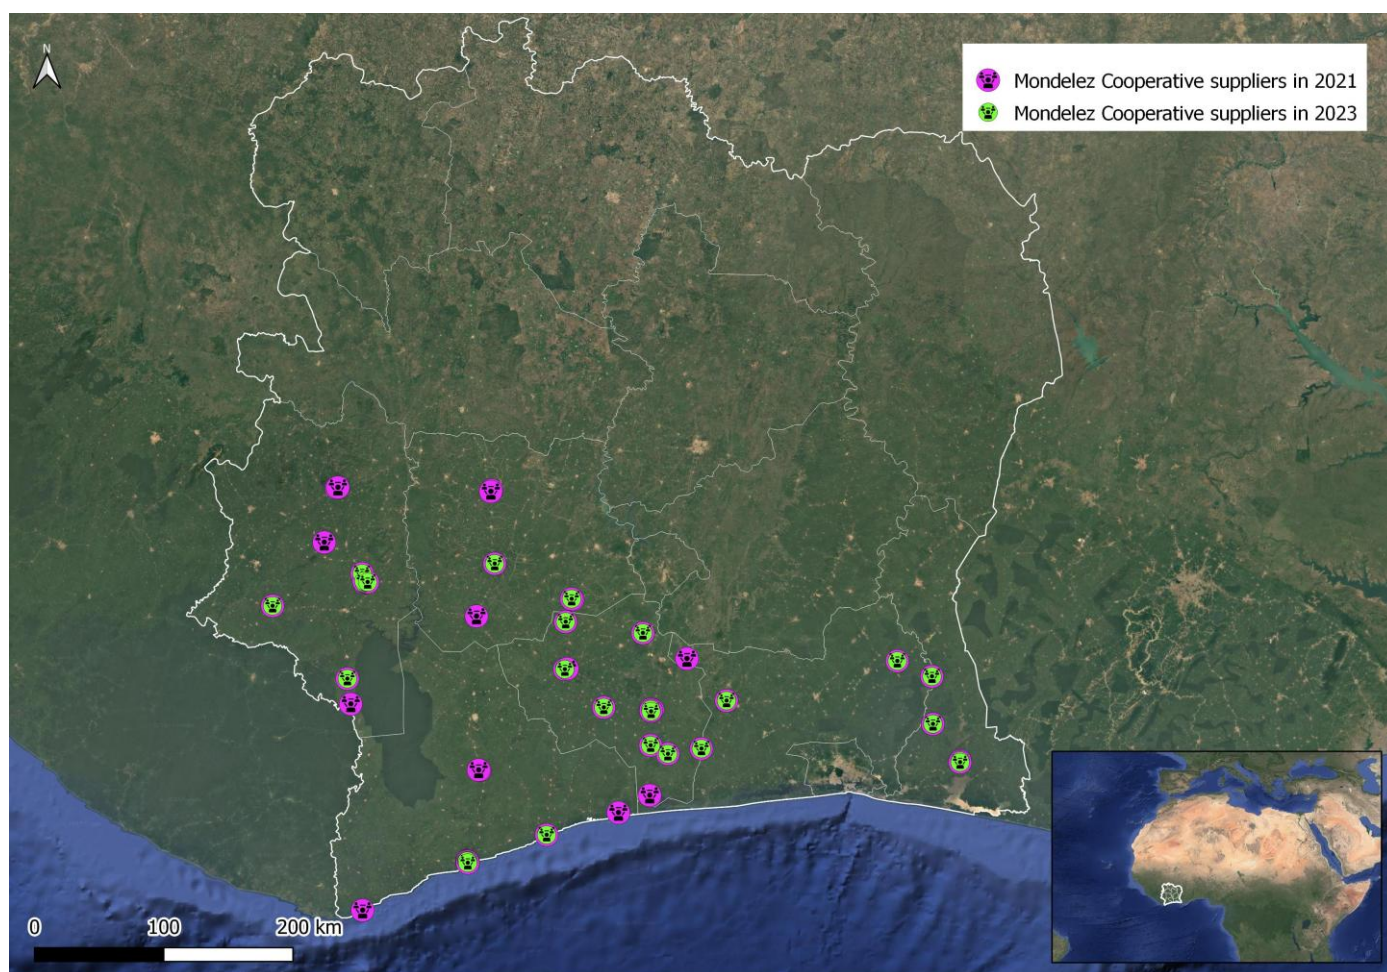 N
Mondelez Cooperative suppliers in 2021
Mondelez Cooperative suppliers in 2023
0 100 200 km